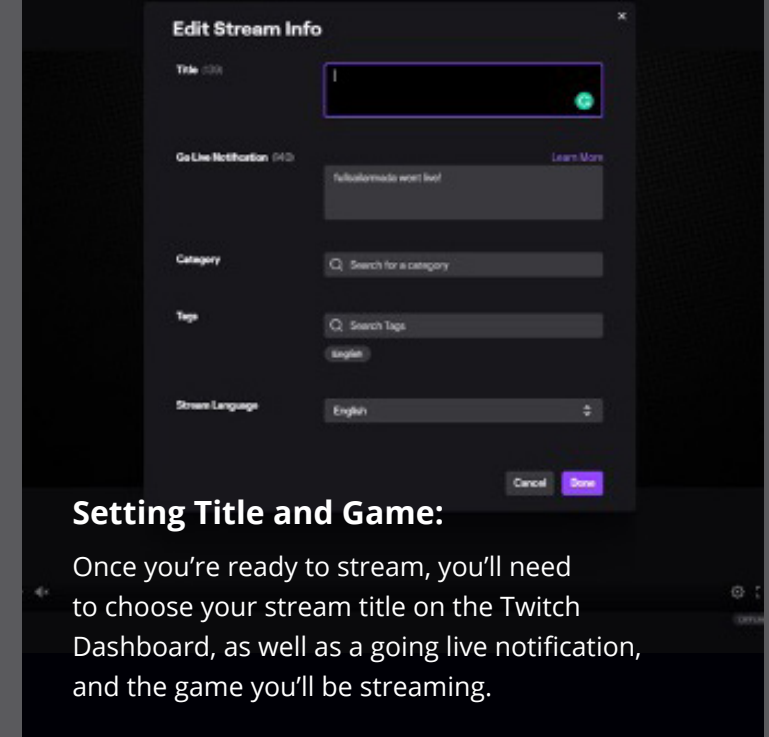 Edit Stream Info
Title
Go Live Notification
Learn More
fullsailarmada went live!
Category
Search for a category
Tags
Search Tags
English
Stream Language
English
Cancel Done
Setting Title and Game:
Once you’re ready to stream, you’ll need
to choose your stream title on the Twitch
Dashboard, as well as a going live notification,
and the game you’ll be streaming.